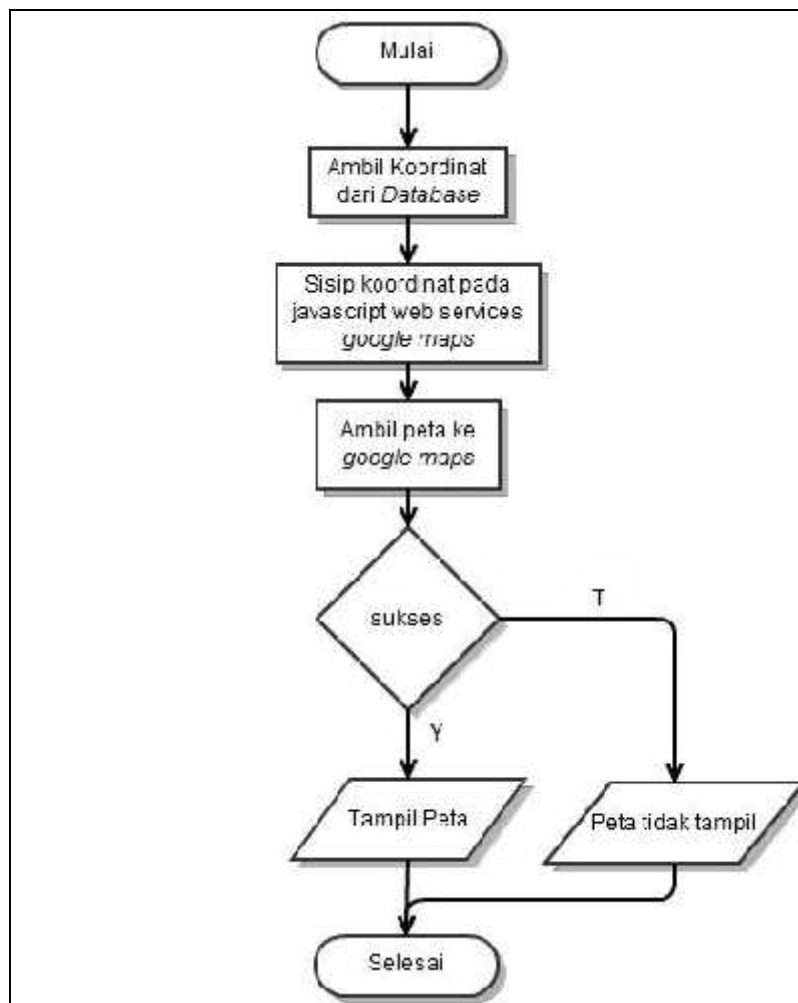 Mulai
Ambil Koordinat
dari Database
Sisip koordinat pada
javascript web services
google maps
Ambil peta ke
google maps
sukses
T
Y
Tampil Peta
Peta tidak tampil
Selesai